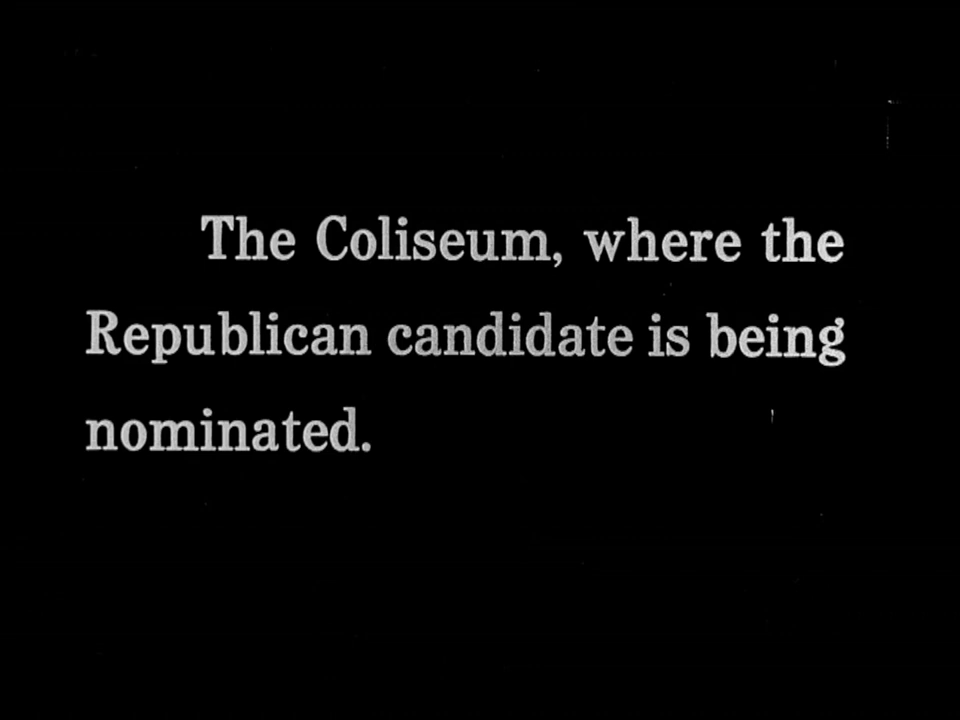 The Coliseum, where the
Republican candidate is being
nominated.